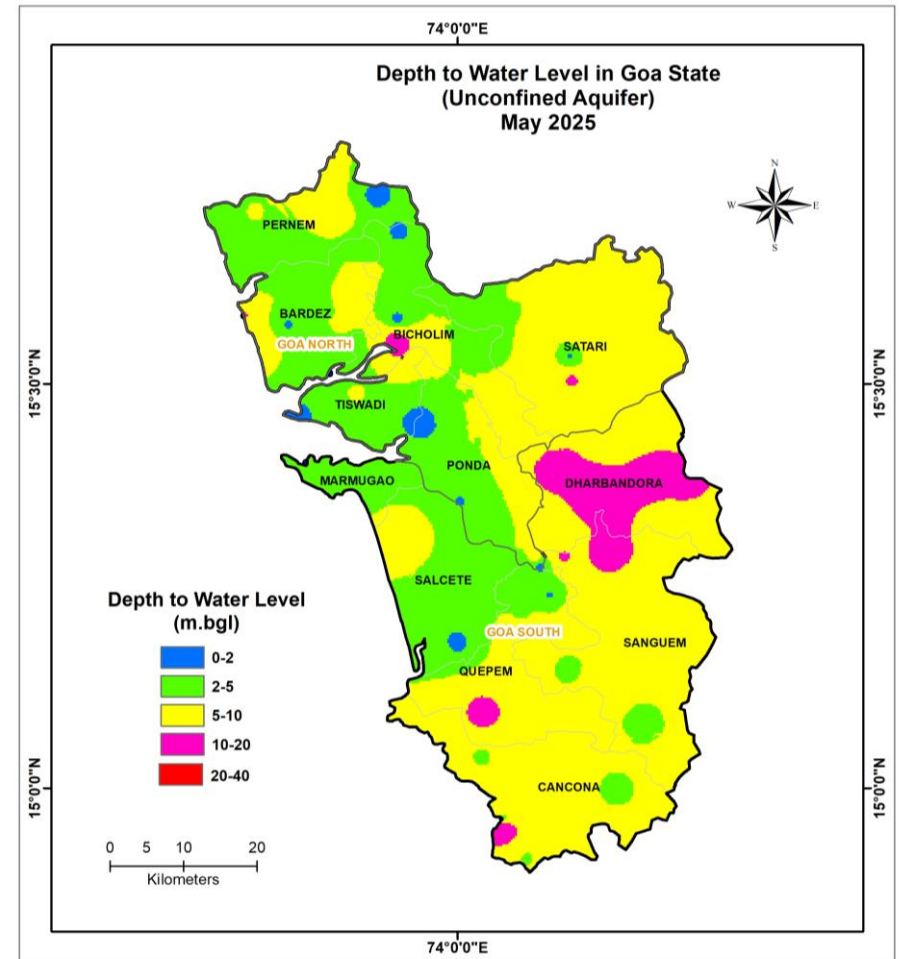 74°0'0"E
Depth to Water Level in Goa State
(Unconfined Aquifer)
May 2025
N
W
E
S
PERNEM
BARDEZ
GOA NORTH
BICHOLIM
SATARI
15°30'0"N
15°30'0"N
TISWADI
PONDA
MARMUGAO
DHARBANDORA
SALCETE
GOA SOUTH
SANGUEM
QUEPEM
CANCONA
Depth to Water Level
(m.bgl)
0-2
2-5
5-10
10-20
20-40
15°0'0"N
15°0'0"N
0 5 10 20
Kilometers
74°0'0"E